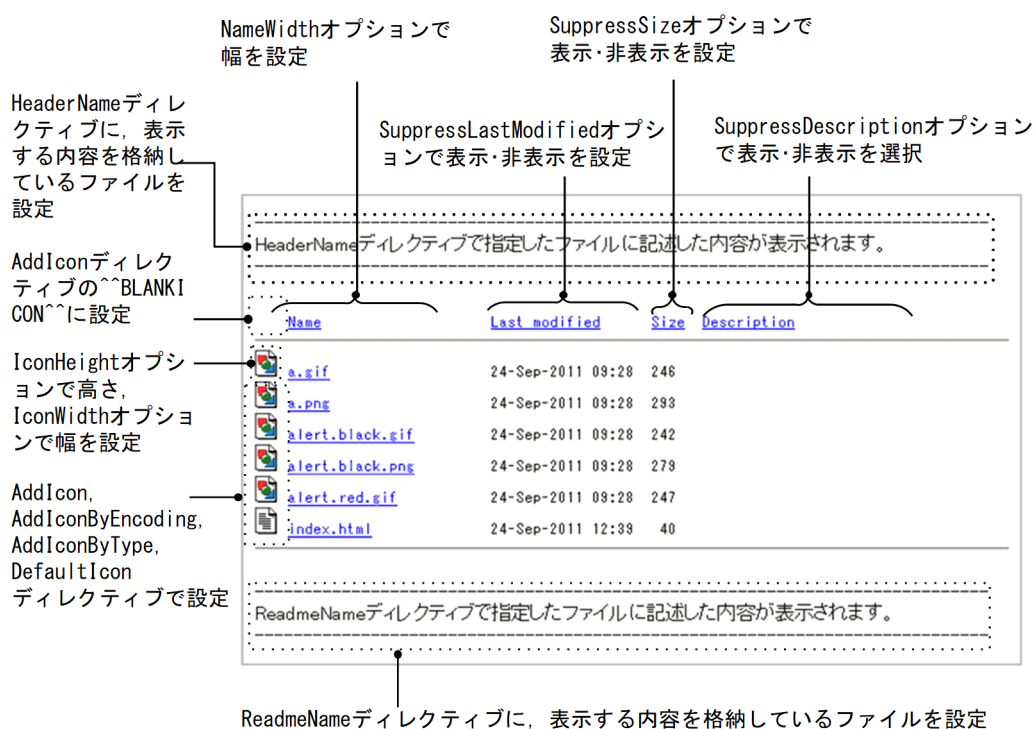 NameWidthオプションで
幅を設定
SuppressSizeオプションで
表示・非表示を設定
HeaderNameディレ
クティブに，表示
する内容を格納し
ているファイルを
設定
SuppressLastModifiedオプシ
ョンで表示・非表示を設定
SuppressDescriptionオプション
で表示・非表示を選択
HeaderNameディレクティブで指定したファイルに記述した内容が表示されます。
AddIconディレク
ティブの^^BLANKI
CON^^に設定
Name Last modified Size Description
IconHeightオプシ
ョンで高さ，
IconWidthオプショ
ンで幅を設定
a.gif 24-Sep-2011 09:28 246
a.png 24-Sep-2011 09:28 293
alert.black.gif 24-Sep-2011 09:28 242
alert.black.png 24-Sep-2011 09:28 279
alert.red.gif 24-Sep-2011 09:28 247
index.html 24-Sep-2011 12:39 40
AddIcon，
AddIconByEncoding，
AddIconByType，
DefaultIcon
ディレクティブで設定
ReadmeNameディレクティブで指定したファイルに記述した内容が表示されます。
ReadmeNameディレクティブに，表示する内容を格納しているファイルを設定